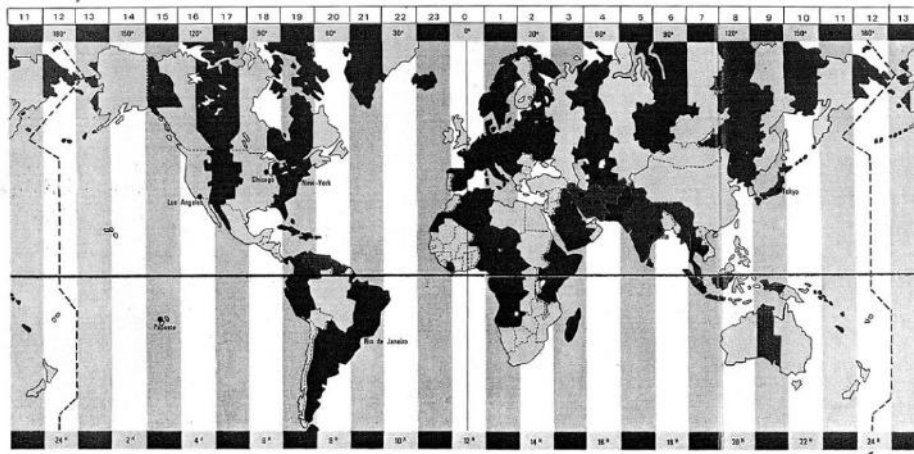 11 12 13 14 15 16 17 18 19 20 21 22 23 0 1 2 3 4 5 6 7 8 9 10 11 12 13
180° 150° 120° 90° 60° 30° 0° 30° 60° 90° 120° 150° 180°
Chicago
New-York
Los Angeles
Tokyo
Papeete
Rio de Janeiro
24 H 2 H 4 H 6 H 8 H 10 H 12 H 14 H 16 H 18 H 20 H 22 H 24 H